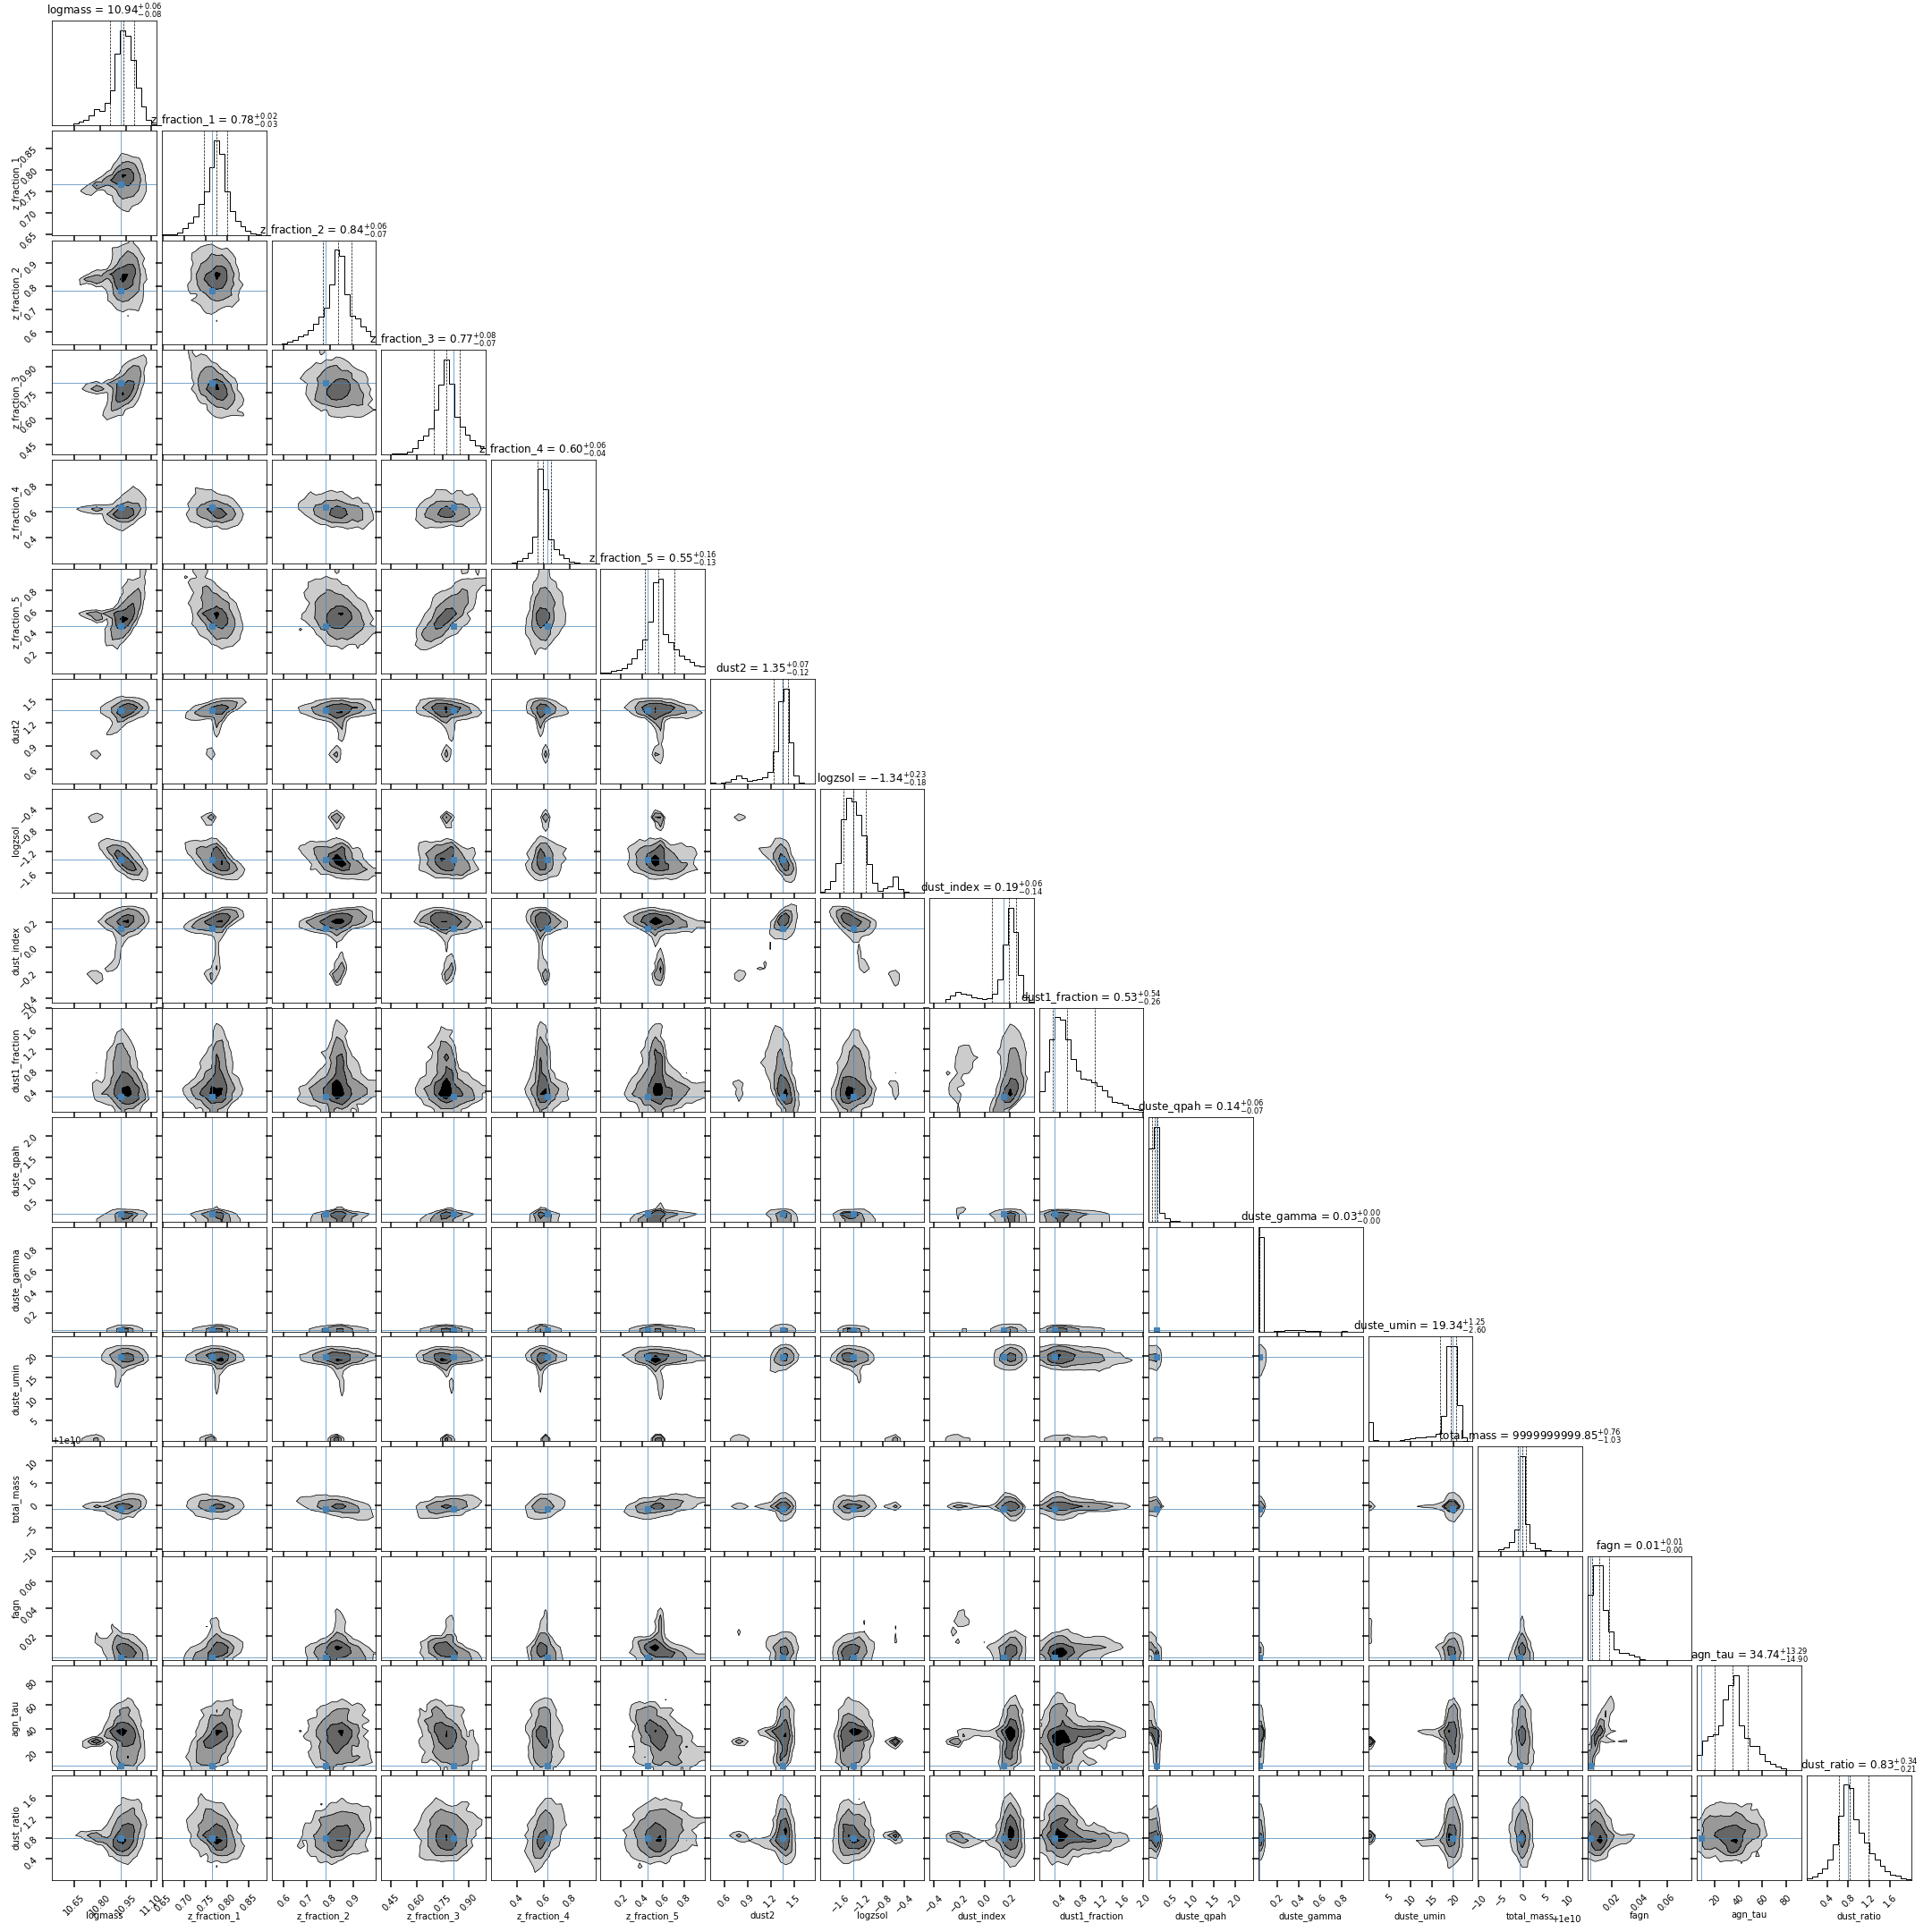 logmass = 10.94+0.06 −0.08
z_fraction_1 = 0.78+0.02 −0.03
z_fraction_1
0.85
0.80
0.75
0.70
0.65
z_fraction_2 = 0.84+0.06 −0.07
z_fraction_2
0.9
0.8
0.7
0.6
z_fraction_3 = 0.77+0.08 −0.07
z_fraction_3
0.90
0.75
0.60
0.45
z_fraction_4 = 0.60+0.06 −0.04
z_fraction_4
0.8
0.6
0.4
z_fraction_5 = 0.55+0.16 −0.13
z_fraction_5
0.8
0.6
0.4
0.2
dust2 = 1.35+0.07 −0.12
dust2
1.5
1.2
0.9
0.6
logzsol = −1.34+0.23 −0.18
logzsol
−0.4
−0.8
−1.2
−1.6
dust_index = 0.19+0.06 −0.14
dust_index
0.2
0.0
−0.2
−0.4
dust1_fraction = 0.53+0.54 −0.26
dust1_fraction
2.0
1.6
1.2
0.8
0.4
duste_qpah = 0.14+0.06 −0.07
duste_qpah
2.0
1.5
1.0
0.5
duste_gamma = 0.03+0.00 −0.00
duste_gamma
0.8
0.6
0.4
0.2
duste_umin = 19.34+1.25 −2.60
duste_umin
20
15
10
5
+1e10
total_mass = 9999999999.85+0.76 −1.03
total_mass
10
5
0
−5
−10
fagn = 0.01+0.01 −0.00
fagn
0.06
0.04
0.02
agn_tau = 34.74+13.29 −14.90
agn_tau
80
60
40
20
dust_ratio = 0.83+0.34 −0.21
dust_ratio
1.6
1.2
0.8
0.4
10.65 10.80 10.95 11.10
0.65 0.70 0.75 0.80 0.85
0.6 0.7 0.8 0.9
0.45 0.60 0.75 0.90
0.4 0.6 0.8
0.2 0.4 0.6 0.8
0.6 0.9 1.2 1.5
−1.6 −1.2 −0.8 −0.4
−0.4 −0.2 0.0 0.2
0.4 0.8 1.2 1.6 2.0
0.5 1.0 1.5 2.0
0.2 0.4 0.6 0.8
5 10 15 20
−10 −5 0 5 10
0.02 0.04 0.06
20 40 60 80
0.4 0.8 1.2 1.6
logmass z_fraction_1 z_fraction_2 z_fraction_3 z_fraction_4 z_fraction_5 dust2 logzsol dust_index dust1_fraction duste_qpah duste_gamma duste_umin total_mass +1e10 fagn agn_tau dust_ratio